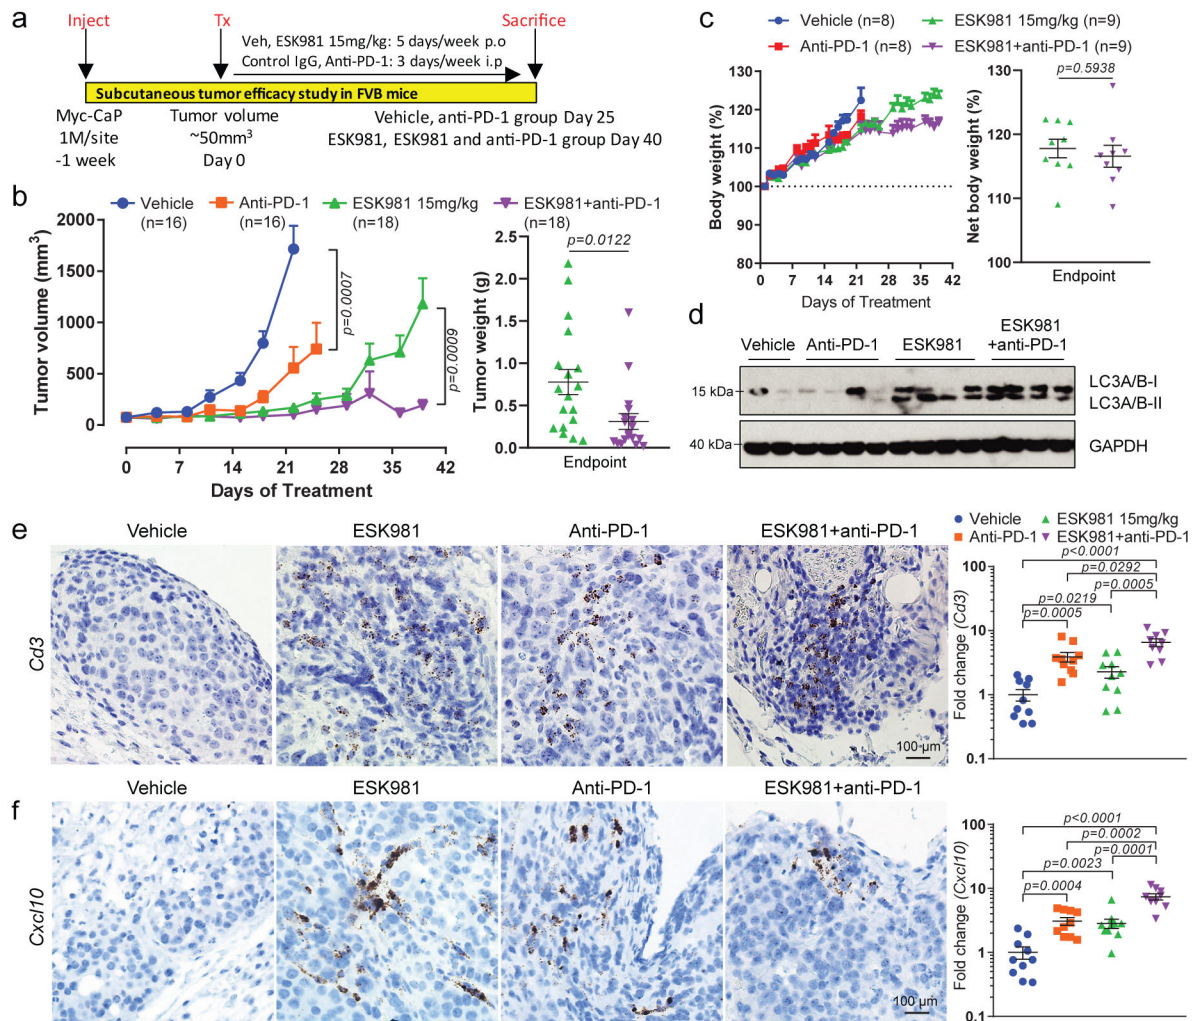 a
Inject
Tx
Sacrifice
Veh, ESK981 15mg/kg: 5 days/week p.o
Control IgG, Anti-PD-1: 3 days/week i.p
Subcutaneous tumor efficacy study in FVB mice
Myc-CaP
1M/site
-1 week
Tumor volume
~50mm³
Day 0
Vehicle, anti-PD-1 group Day 25
ESK981, ESK981 and anti-PD-1 group Day 40
b
Vehicle
(n=16)
Anti-PD-1
(n=16)
ESK981 15mg/kg
(n=18)
ESK981+anti-PD-1
(n=18)
Tumor volume (mm³)
2000
1500
1000
500
0
0 7 14 21 28 35 42
Days of Treatment
p=0.0007
p=0.0009
Tumor weight (g)
2.5
2.0
1.5
1.0
0.5
0.0
p=0.0122
Endpoint
c
Vehicle (n=8)
ESK981 15mg/kg (n=9)
Anti-PD-1 (n=8)
ESK981+anti-PD-1 (n=9)
Body weight (%)
130
120
110
100
90
80
0 7 14 21 28 35 42
Days of Treatment
Net body weight (%)
140
120
100
p=0.5938
Endpoint
d
Vehicle
Anti-PD-1
ESK981
ESK981
+anti-PD-1
15 kDa
LC3A/B-I
LC3A/B-II
40 kDa
GAPDH
e
Vehicle
ESK981
Anti-PD-1
ESK981+anti-PD-1
Cd3
100 μm
Vehicle
ESK981 15mg/kg
Anti-PD-1
ESK981+anti-PD-1
p<0.0001
p=0.0292
p=0.0005
p=0.0219
p=0.0005
Fold change (Cd3)
100
10
1
0.1
f
Vehicle
ESK981
Anti-PD-1
ESK981+anti-PD-1
Cxcl10
100 μm
p<0.0001
p=0.0002
p=0.0001
p=0.0023
p=0.0004
Fold change (Cxcl10)
100
10
1
0.1